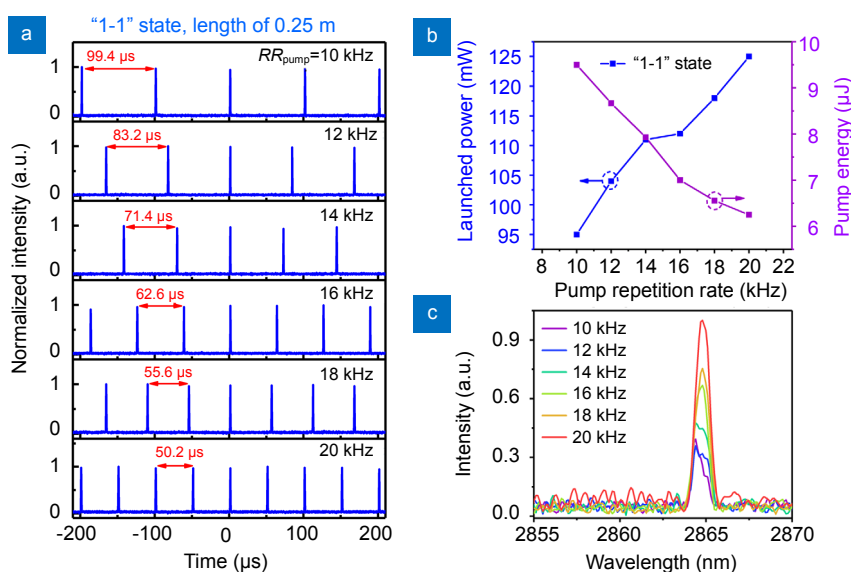 a
“1-1” state, length of 0.25 m
Normalized intensity (a.u.)
1
0
99.4 µs
RRpump=10 kHz
1
0
83.2 µs
12 kHz
1
0
71.4 µs
14 kHz
1
0
62.6 µs
16 kHz
1
0
55.6 µs
18 kHz
1
0
50.2 µs
20 kHz
-200 -100 0 100 200
Time (µs)
b
Launched power (mW)
125
120
115
110
105
100
95
“1-1” state
10
9
8
7
6
Pump energy (µJ)
8 10 12 14 16 18 20 22
Pump repetition rate (kHz)
c
Intensity (a.u.)
0.9
0.6
0.3
0.0
10 kHz
12 kHz
14 kHz
16 kHz
18 kHz
20 kHz
2855 2860 2865 2870
Wavelength (nm)